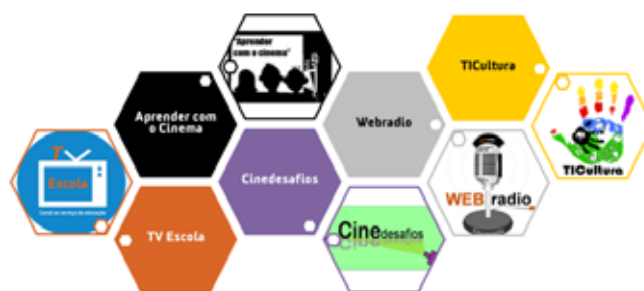 "Aprender
com o cinema"
TICultura
Aprender com
o Cinema
Webradio
TICultura
T
Escola
Canal ao serviço da educação
Cinedesafios
WEB radio
TV Escola
Cinedesafios